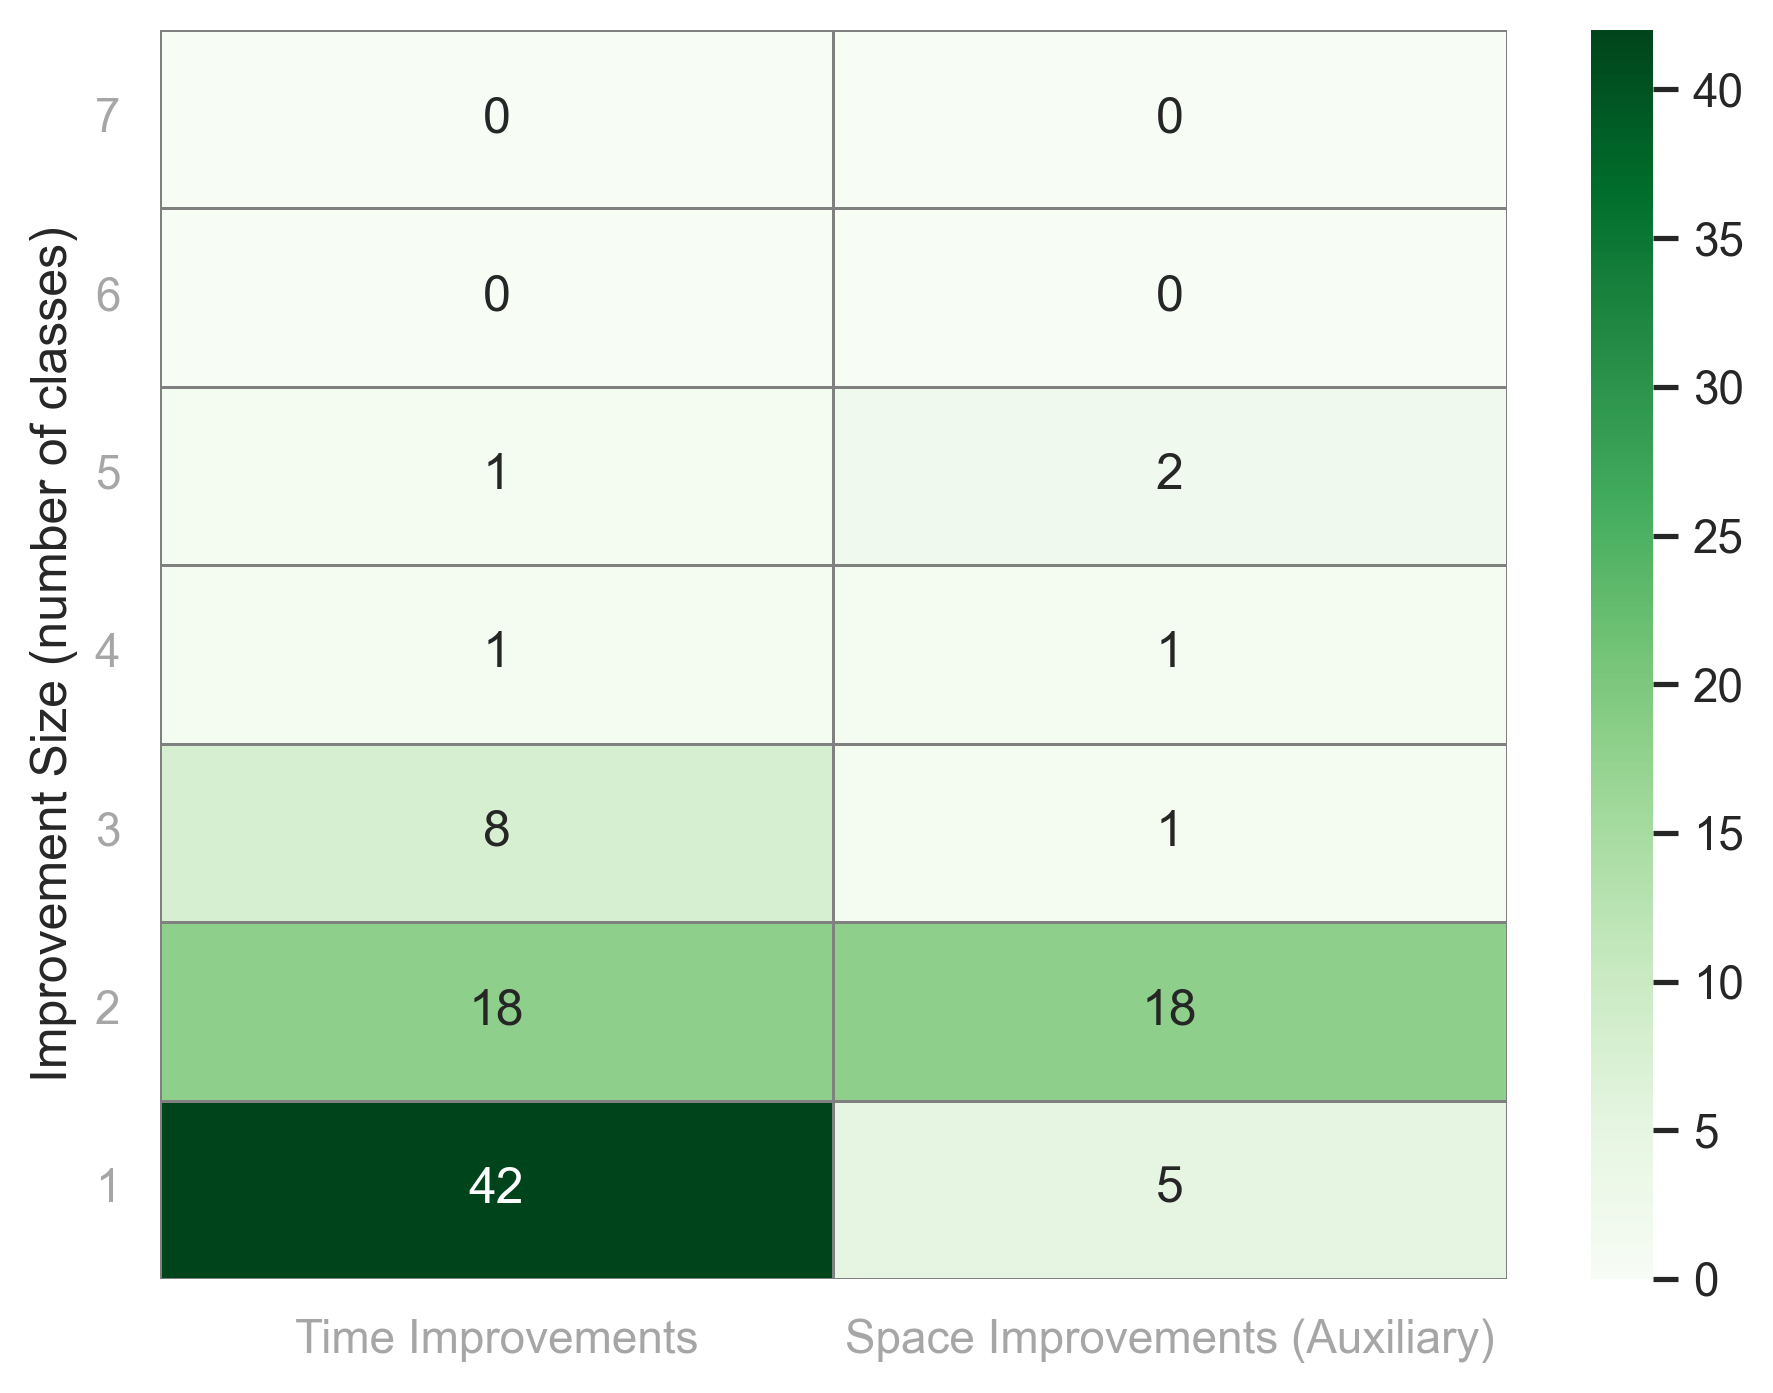 Improvement Size (number of classes)
7 0 0
6 0 0
5 1 2
4 1 1
3 8 1
2 18 18
1 42 5
Time Improvements Space Improvements (Auxiliary)
40
35
30
25
20
15
10
5
0